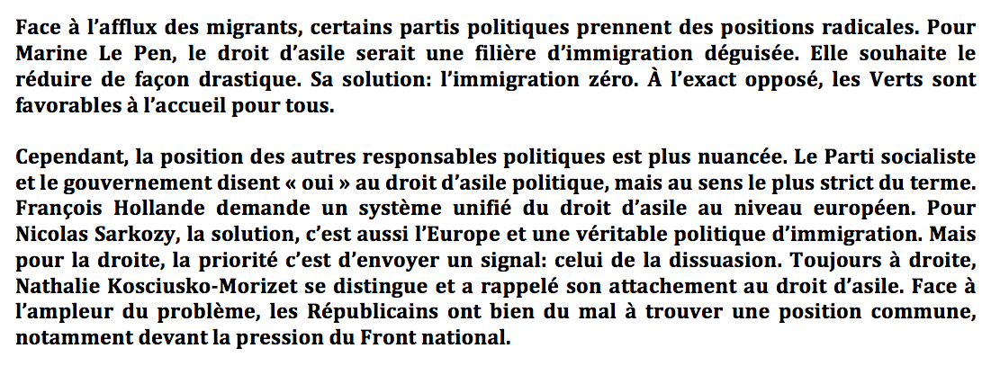 Face à l’afflux des migrants, certains partis politiques prennent des positions radicales. Pour
Marine Le Pen, le droit d’asile serait une filière d’immigration déguisée. Elle souhaite le
réduire de façon drastique. Sa solution: l’immigration zéro. À l’exact opposé, les Verts sont
favorables à l’accueil pour tous.
Cependant, la position des autres responsables politiques est plus nuancée. Le Parti socialiste
et le gouvernement disent « oui » au droit d’asile politique, mais au sens le plus strict du terme.
François Hollande demande un système unifié du droit d’asile au niveau européen. Pour
Nicolas Sarkozy, la solution, c’est aussi l’Europe et une véritable politique d’immigration. Mais
pour la droite, la priorité c’est d’envoyer un signal: celui de la dissuasion. Toujours à droite,
Nathalie Kosciusko-Morizet se distingue et a rappelé son attachement au droit d’asile. Face à
l’ampleur du problème, les Républicains ont bien du mal à trouver une position commune,
notamment devant la pression du Front national.